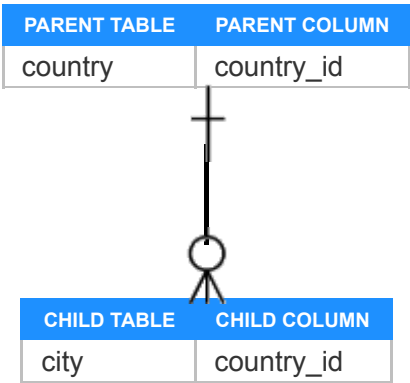 PARENT TABLE PARENT COLUMN
country country_id
CHILD TABLE CHILD COLUMN
city country_id